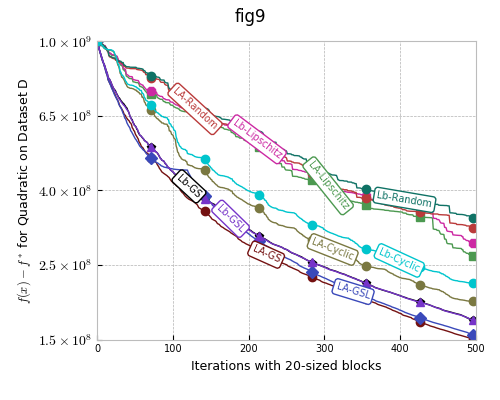 fig9
f(x) − f* for Quadratic on Dataset D
1.0 × 10⁹
6.5 × 10⁸
4.0 × 10⁸
2.5 × 10⁸
1.5 × 10⁸
LA-Random
Lb-Lipschitz
LA-Lipschitz
Lb-GS
Lb-Random
Lb-GSL
LA-GS
LA-Cyclic
Lb-Cyclic
LA-GSL
0 100 200 300 400 500
Iterations with 20-sized blocks